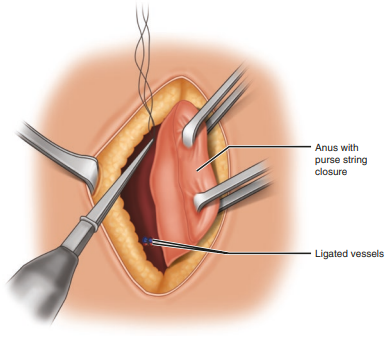 Anus with
purse string
closure
Ligated vessels